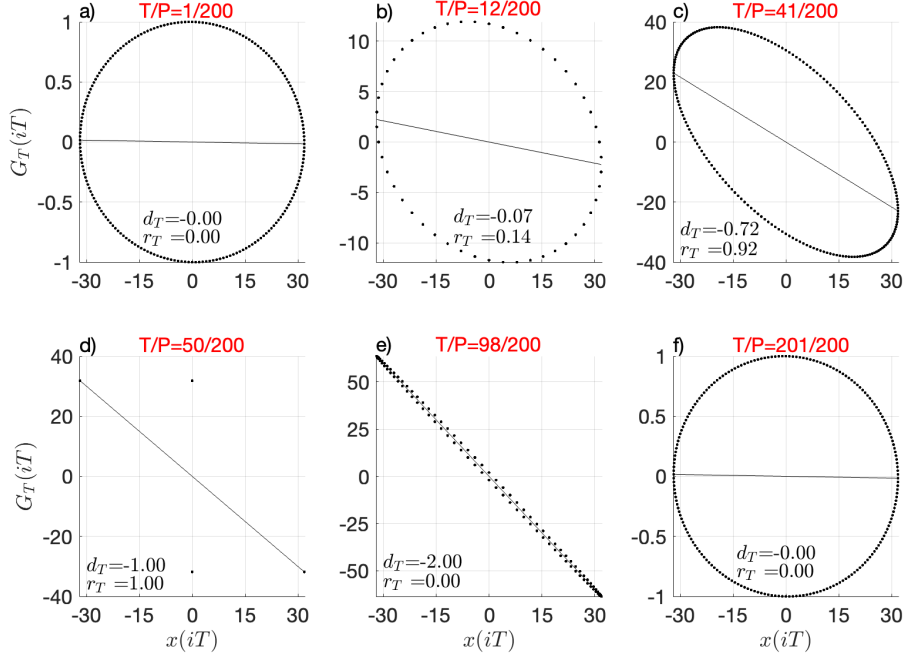 a) T/P=1/200
b) T/P=12/200
c) T/P=41/200
1
0.5
0
-0.5
-1
G_T(iT)
-30 -15 0 15 30
d_T=-0.00
r_T =0.00
10
5
0
-5
-10
-30 -15 0 15 30
d_T=-0.07
r_T =0.14
40
20
0
-20
-40
-30 -15 0 15 30
d_T=-0.72
r_T =0.92
d) T/P=50/200
e) T/P=98/200
f) T/P=201/200
40
20
0
-20
-40
G_T(iT)
-30 -15 0 15 30
x(iT)
d_T=-1.00
r_T =1.00
50
25
0
-25
-50
-30 -15 0 15 30
x(iT)
d_T=-2.00
r_T =0.00
1
0.5
0
-0.5
-1
-30 -15 0 15 30
x(iT)
d_T=-0.00
r_T =0.00